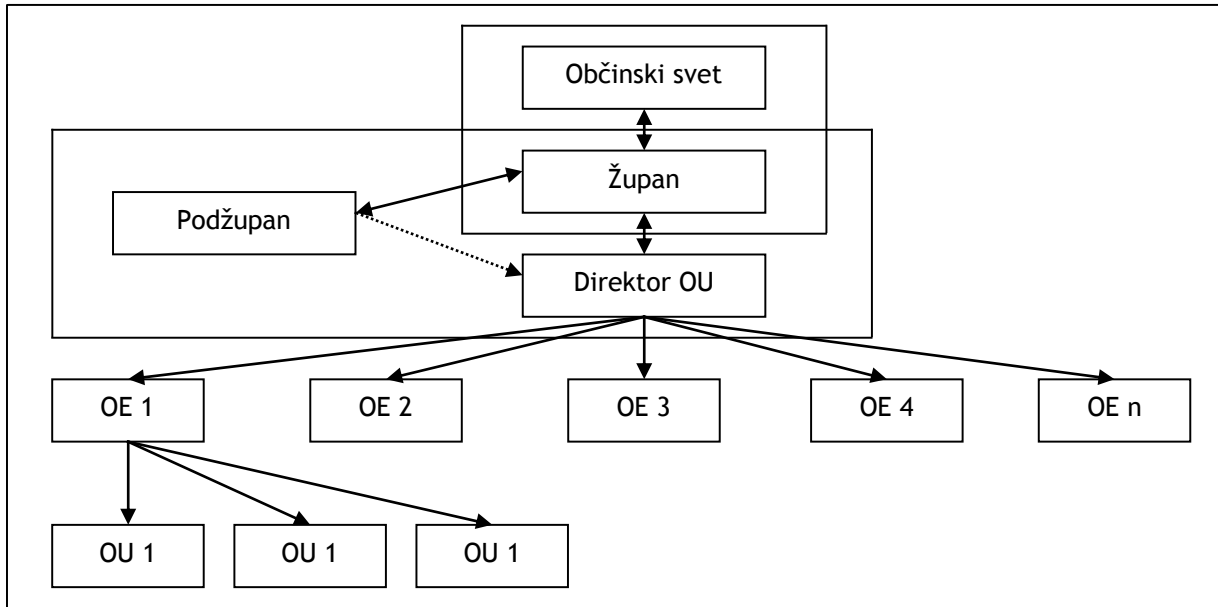 Občinski svet
Župan
Podžupan
Direktor OU
OE 1
OE 2
OE 3
OE 4
OE n
OU 1
OU 1
OU 1